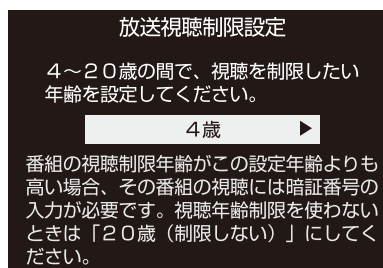 放送視聴制限設定
４～２０歳の間で、視聴を制限したい
年齢を設定してください。
４歳 ▶
番組の視聴制限年齢がこの設定年齢よりも
高い場合、その番組の視聴には暗証番号の
入力が必要です。視聴年齢制限を使わない
ときは「２０歳（制限しない）」にしてく
ださい。